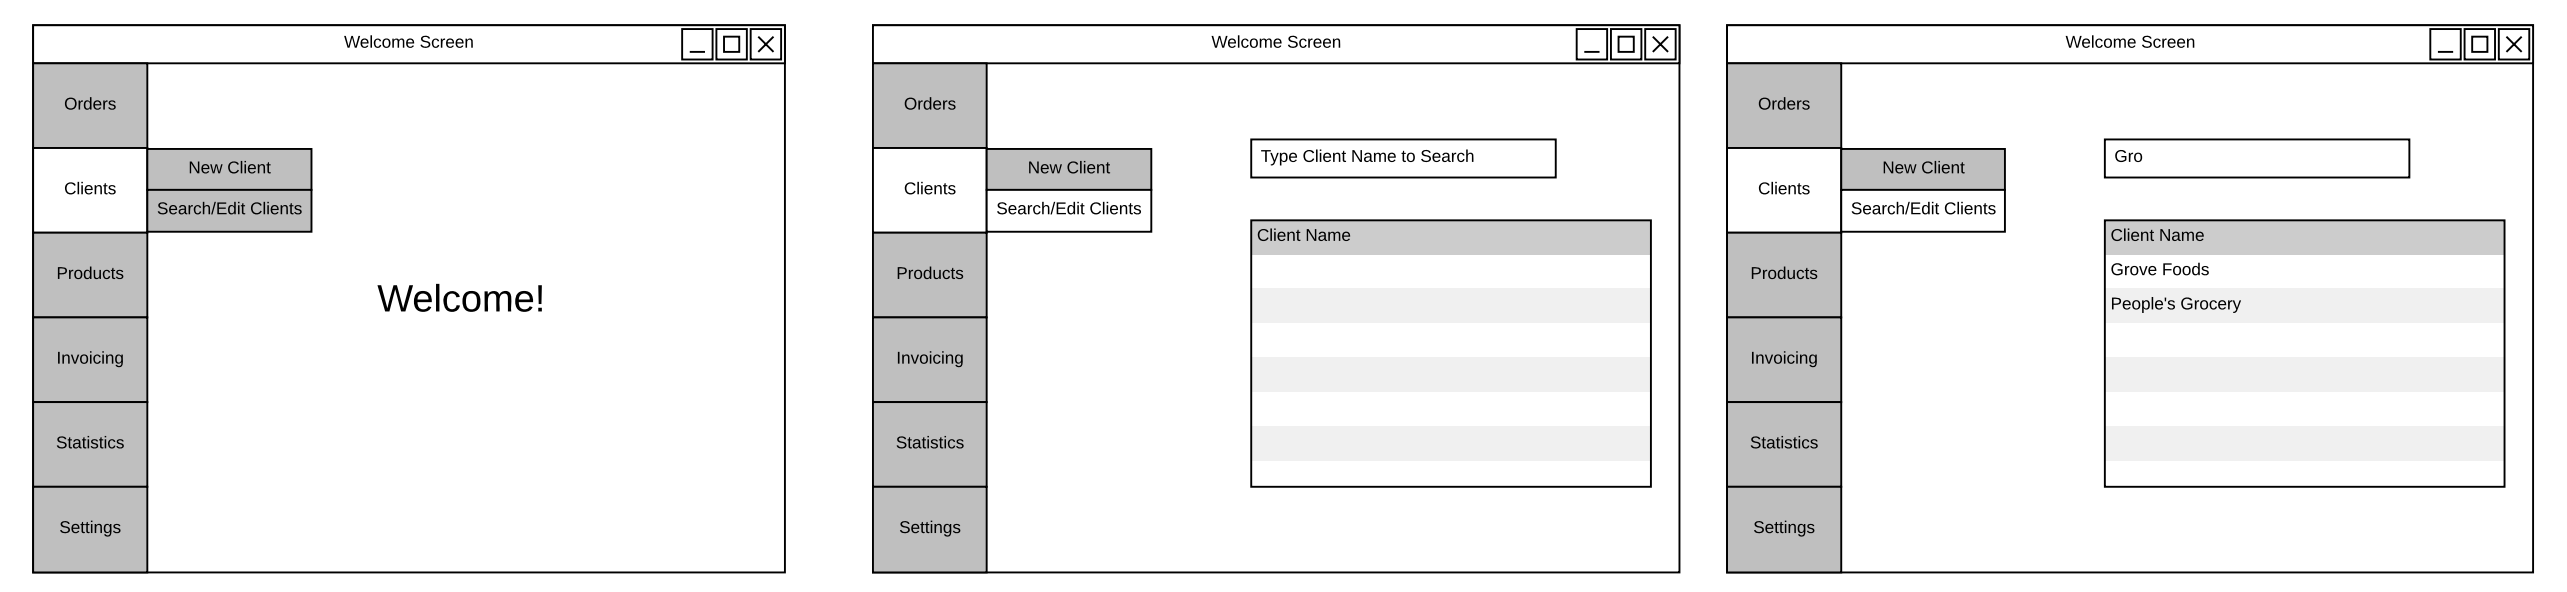 Welcome Screen
Orders
Clients
New Client
Search/Edit Clients
Products
Welcome!
Invoicing
Statistics
Settings
Welcome Screen
Orders
Clients
New Client
Search/Edit Clients
Products
Invoicing
Statistics
Settings
Type Client Name to Search
Client Name
Welcome Screen
Orders
Clients
New Client
Search/Edit Clients
Products
Invoicing
Statistics
Settings
Gro
Client Name
Grove Foods
People's Grocery